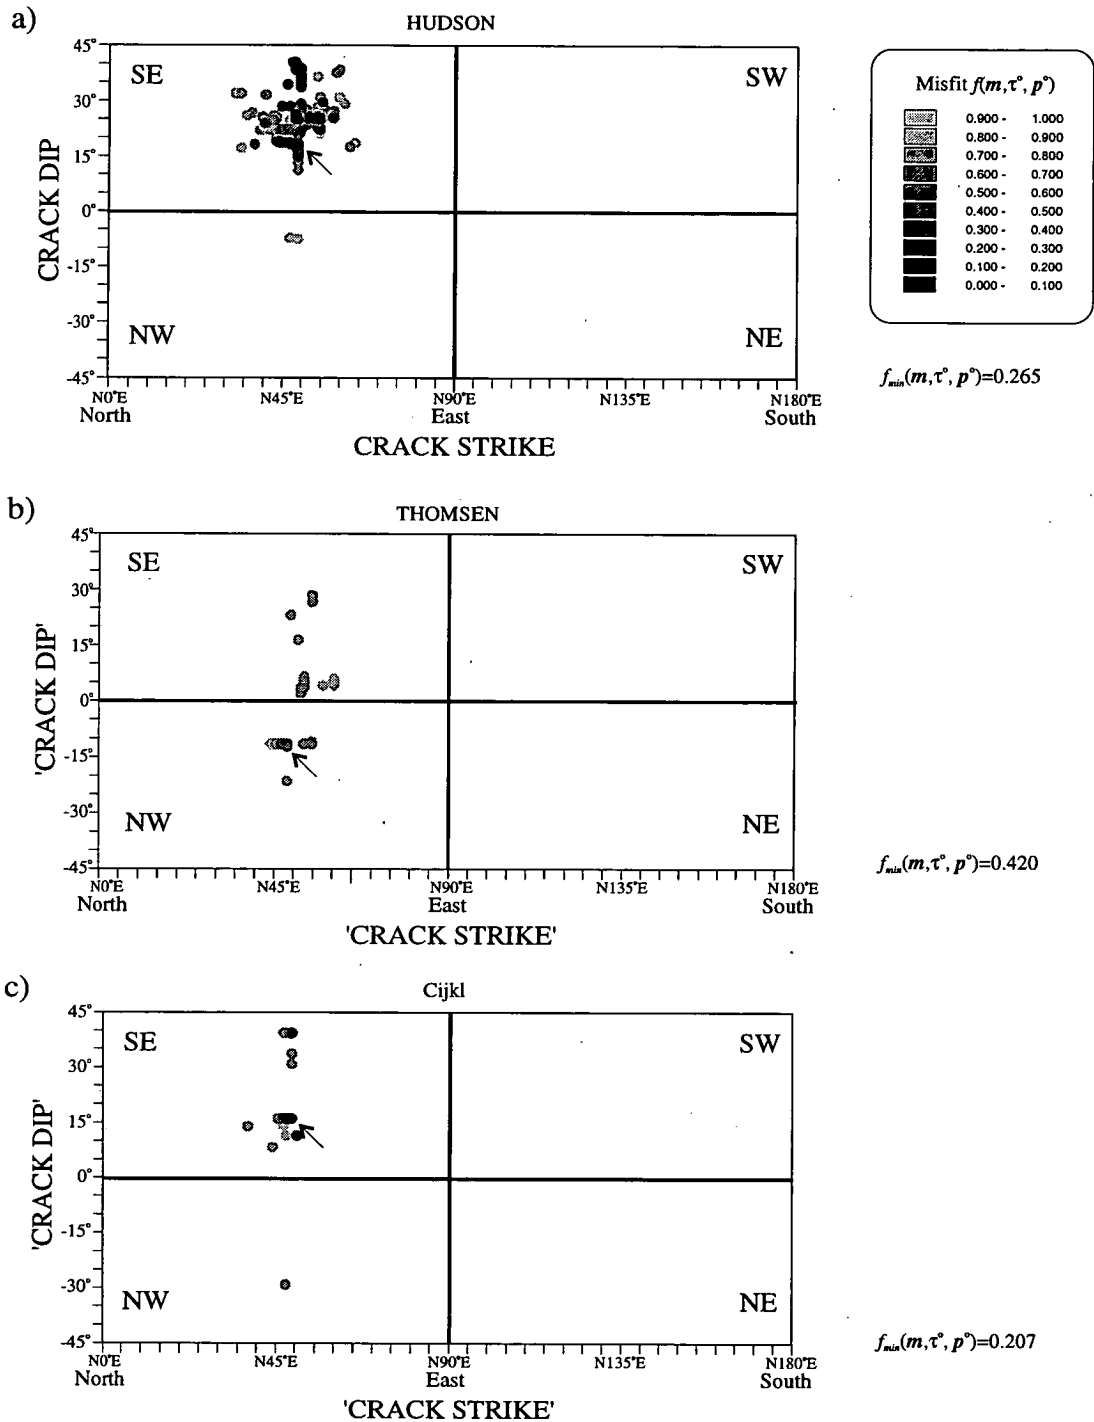 a)
HUDSON
45°
30°
15°
0°
-15°
-30°
-45°
CRACK DIP
SE
SW
NW
NE
N0°E
N45°E
N90°E
N135°E
N180°E
North
East
South
CRACK STRIKE
Misfit f(m,τ°, p°)
0.900 - 1.000
0.800 - 0.900
0.700 - 0.800
0.600 - 0.700
0.500 - 0.600
0.400 - 0.500
0.300 - 0.400
0.200 - 0.300
0.100 - 0.200
0.000 - 0.100
fmin(m,τ°, p°)=0.265
b)
THOMSEN
45°
30°
15°
0°
-15°
-30°
-45°
'CRACK DIP'
SE
SW
NW
NE
N0°E
N45°E
N90°E
N135°E
N180°E
North
East
South
'CRACK STRIKE'
fmin(m,τ°, p°)=0.420
c)
Cijkl
45°
30°
15°
0°
-15°
-30°
-45°
'CRACK DIP'
SE
SW
NW
NE
N0°E
N45°E
N90°E
N135°E
N180°E
North
East
South
'CRACK STRIKE'
fmin(m,τ°, p°)=0.207